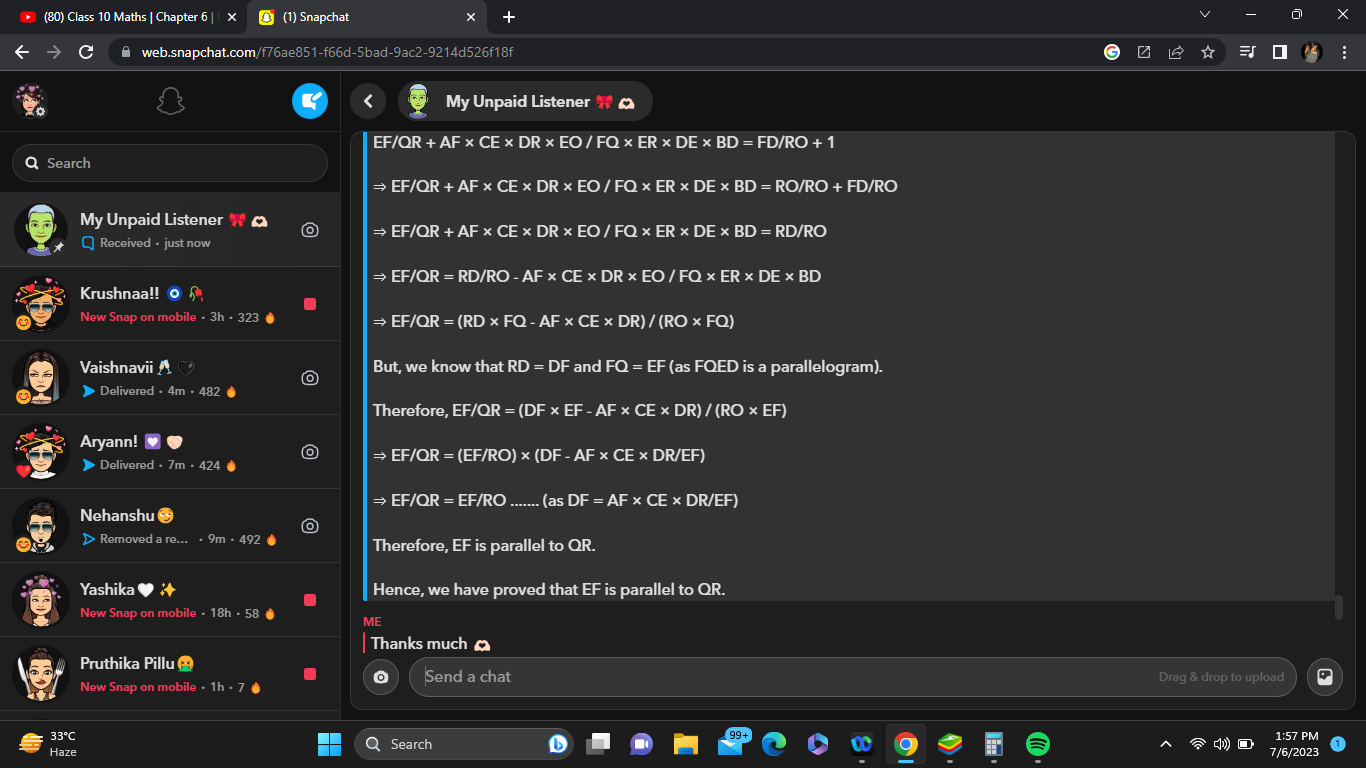 (80) Class 10 Maths | Chapter 6 |
(1) Snapchat
web.snapchat.com/f76ae851-f66d-5bad-9ac2-9214d526f18f
My Unpaid Listener 🎀 🫶🏻
Search
My Unpaid Listener 🎀 🫶🏻
Received · just now
Krushnaa!! 🧿 🥀
New Snap on mobile · 3h · 323 🔥
Vaishnavii🥂 🖤
Delivered · 4m · 482 🔥
Aryann! 💟 🤛🏻
Delivered · 7m · 424 🔥
Nehanshu🙄
Removed a re... · 9m · 492 🔥
Yashika🤍 ✨
New Snap on mobile · 18h · 58 🔥
Pruthika Pillu🤮
New Snap on mobile · 1h · 7 🔥
EF/QR + AF × CE × DR × EO / FQ × ER × DE × BD = FD/RO + 1
⇒ EF/QR + AF × CE × DR × EO / FQ × ER × DE × BD = RO/RO + FD/RO
⇒ EF/QR + AF × CE × DR × EO / FQ × ER × DE × BD = RD/RO
⇒ EF/QR = RD/RO - AF × CE × DR × EO / FQ × ER × DE × BD
⇒ EF/QR = (RD × FQ - AF × CE × DR) / (RO × FQ)
But, we know that RD = DF and FQ = EF (as FQED is a parallelogram).
Therefore, EF/QR = (DF × EF - AF × CE × DR) / (RO × EF)
⇒ EF/QR = (EF/RO) × (DF - AF × CE × DR/EF)
⇒ EF/QR = EF/RO ....... (as DF = AF × CE × DR/EF)
Therefore, EF is parallel to QR.
Hence, we have proved that EF is parallel to QR.
ME
Thanks much 🫶🏻
Send a chat
Drag & drop to upload
33°C
Haze
Search
99+
1:57 PM
7/6/2023
1